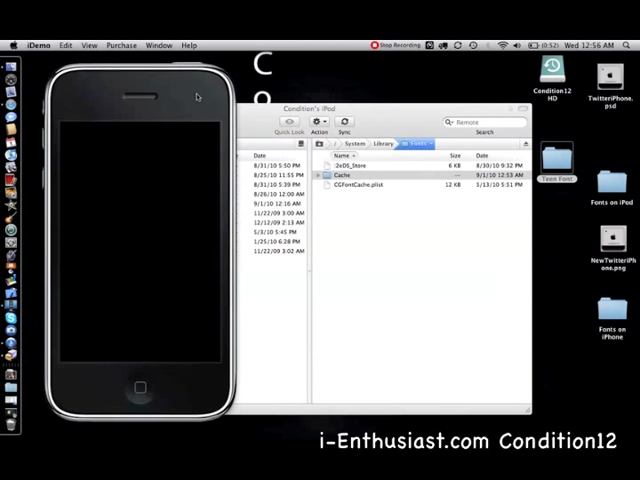 iDemo Edit View Purchase Window Help
Stop Recording (0:52) Wed 12:56 AM
C
o
Condition's iPod
Quick Look Action Sync Search
Remote
/ System Library Fonts
Date
8/31/10 5:50 PM
8/25/10 11:55 PM
8/31/10 5:39 PM
8/26/10 12:56 AM
9/1/10 12:16 AM
11/22/09 3:00 AM
12/12/09 2:13 AM
5/3/10 5:45 PM
1/25/10 6:28 PM
11/22/09 3:02 AM
Name Size Date
6 KB 8/30/10 9:32 PM
Cache -- 9/1/10 12:53 AM
CGFontCache.plist 12 KB 5/13/10 5:51 PM
Condition12
HD
TwitteriPhone.
psd
Teen Font
Fonts on iPod
NewTwitteriPh
one.png
Fonts on
iPhone
i-Enthusiast.com Condition12